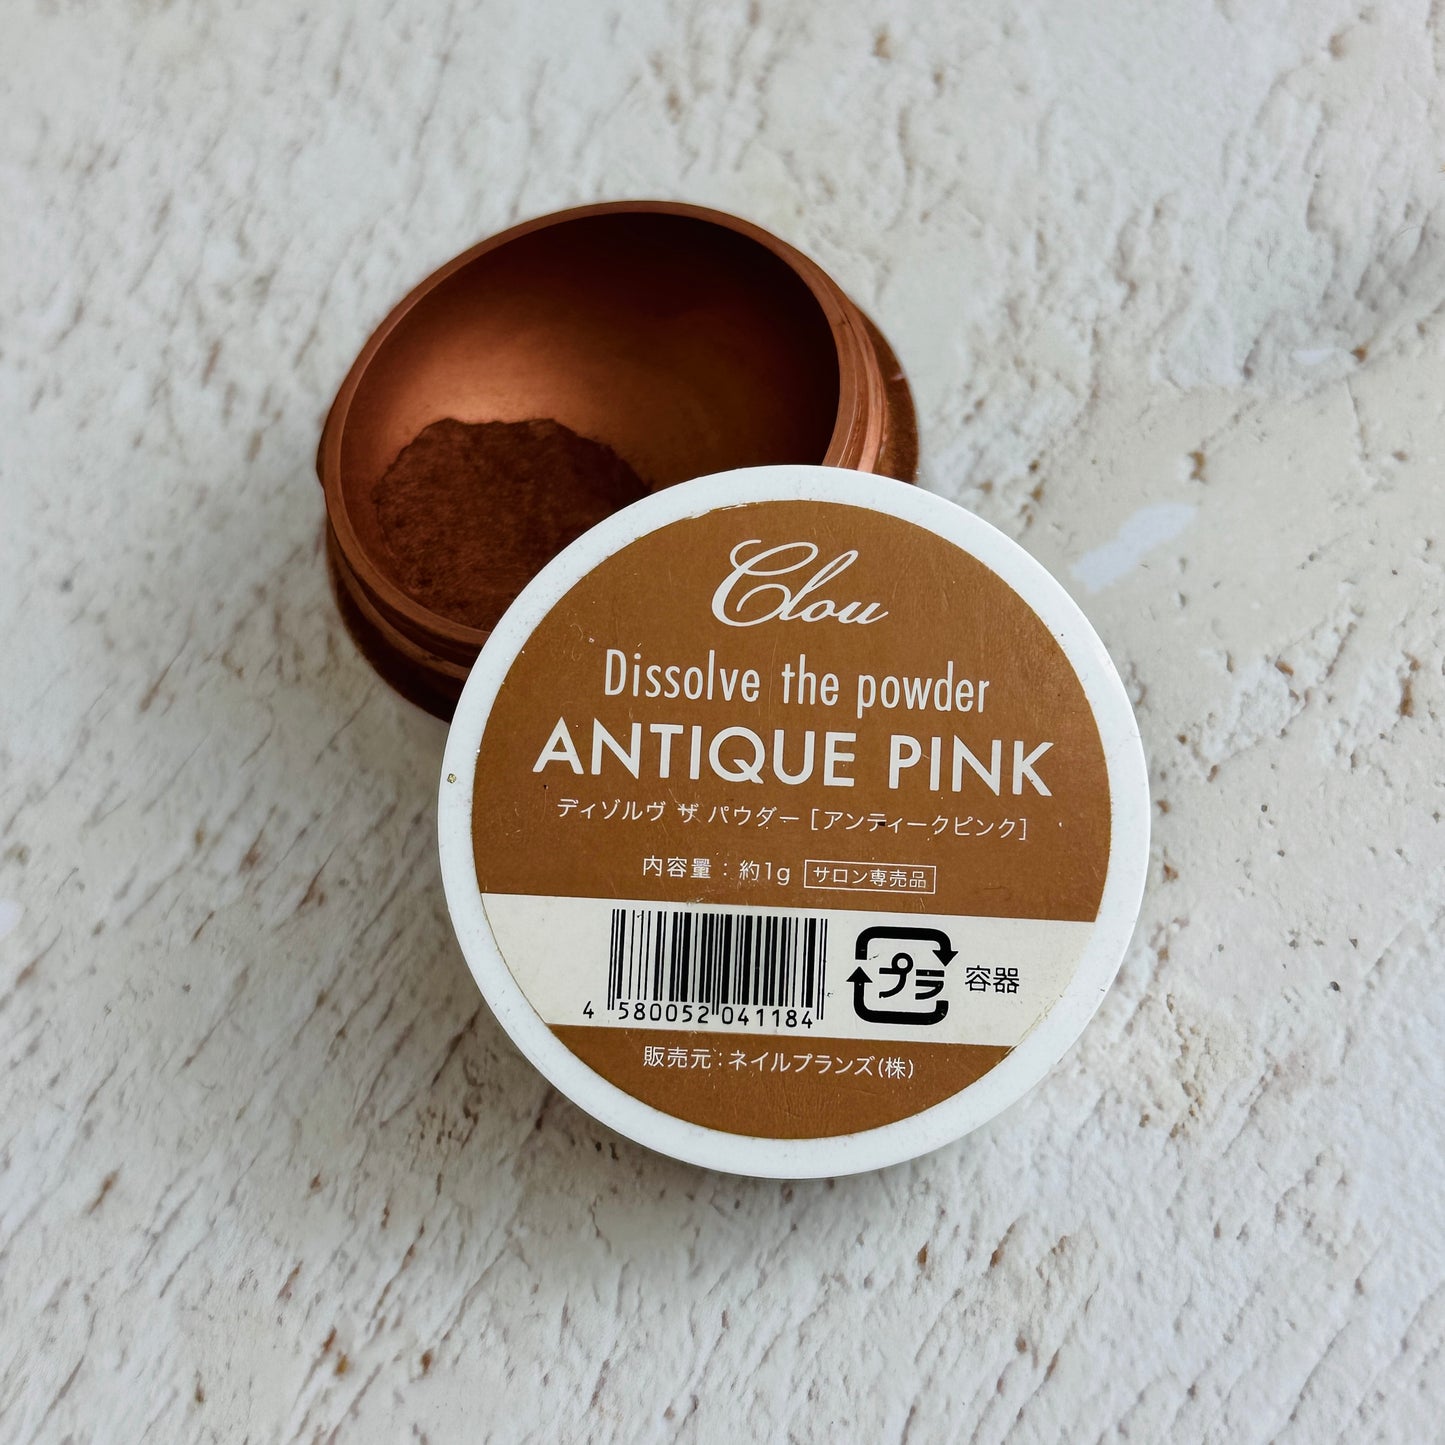 Clou
Dissolve the powder
ANTIQUE PINK
ディゾルヴ ザ パウダー [アンティークピンク]
内容量：約1g サロン専売品
4 580052 041184
プラ 容器
販売元：ネイルプランズ(株)